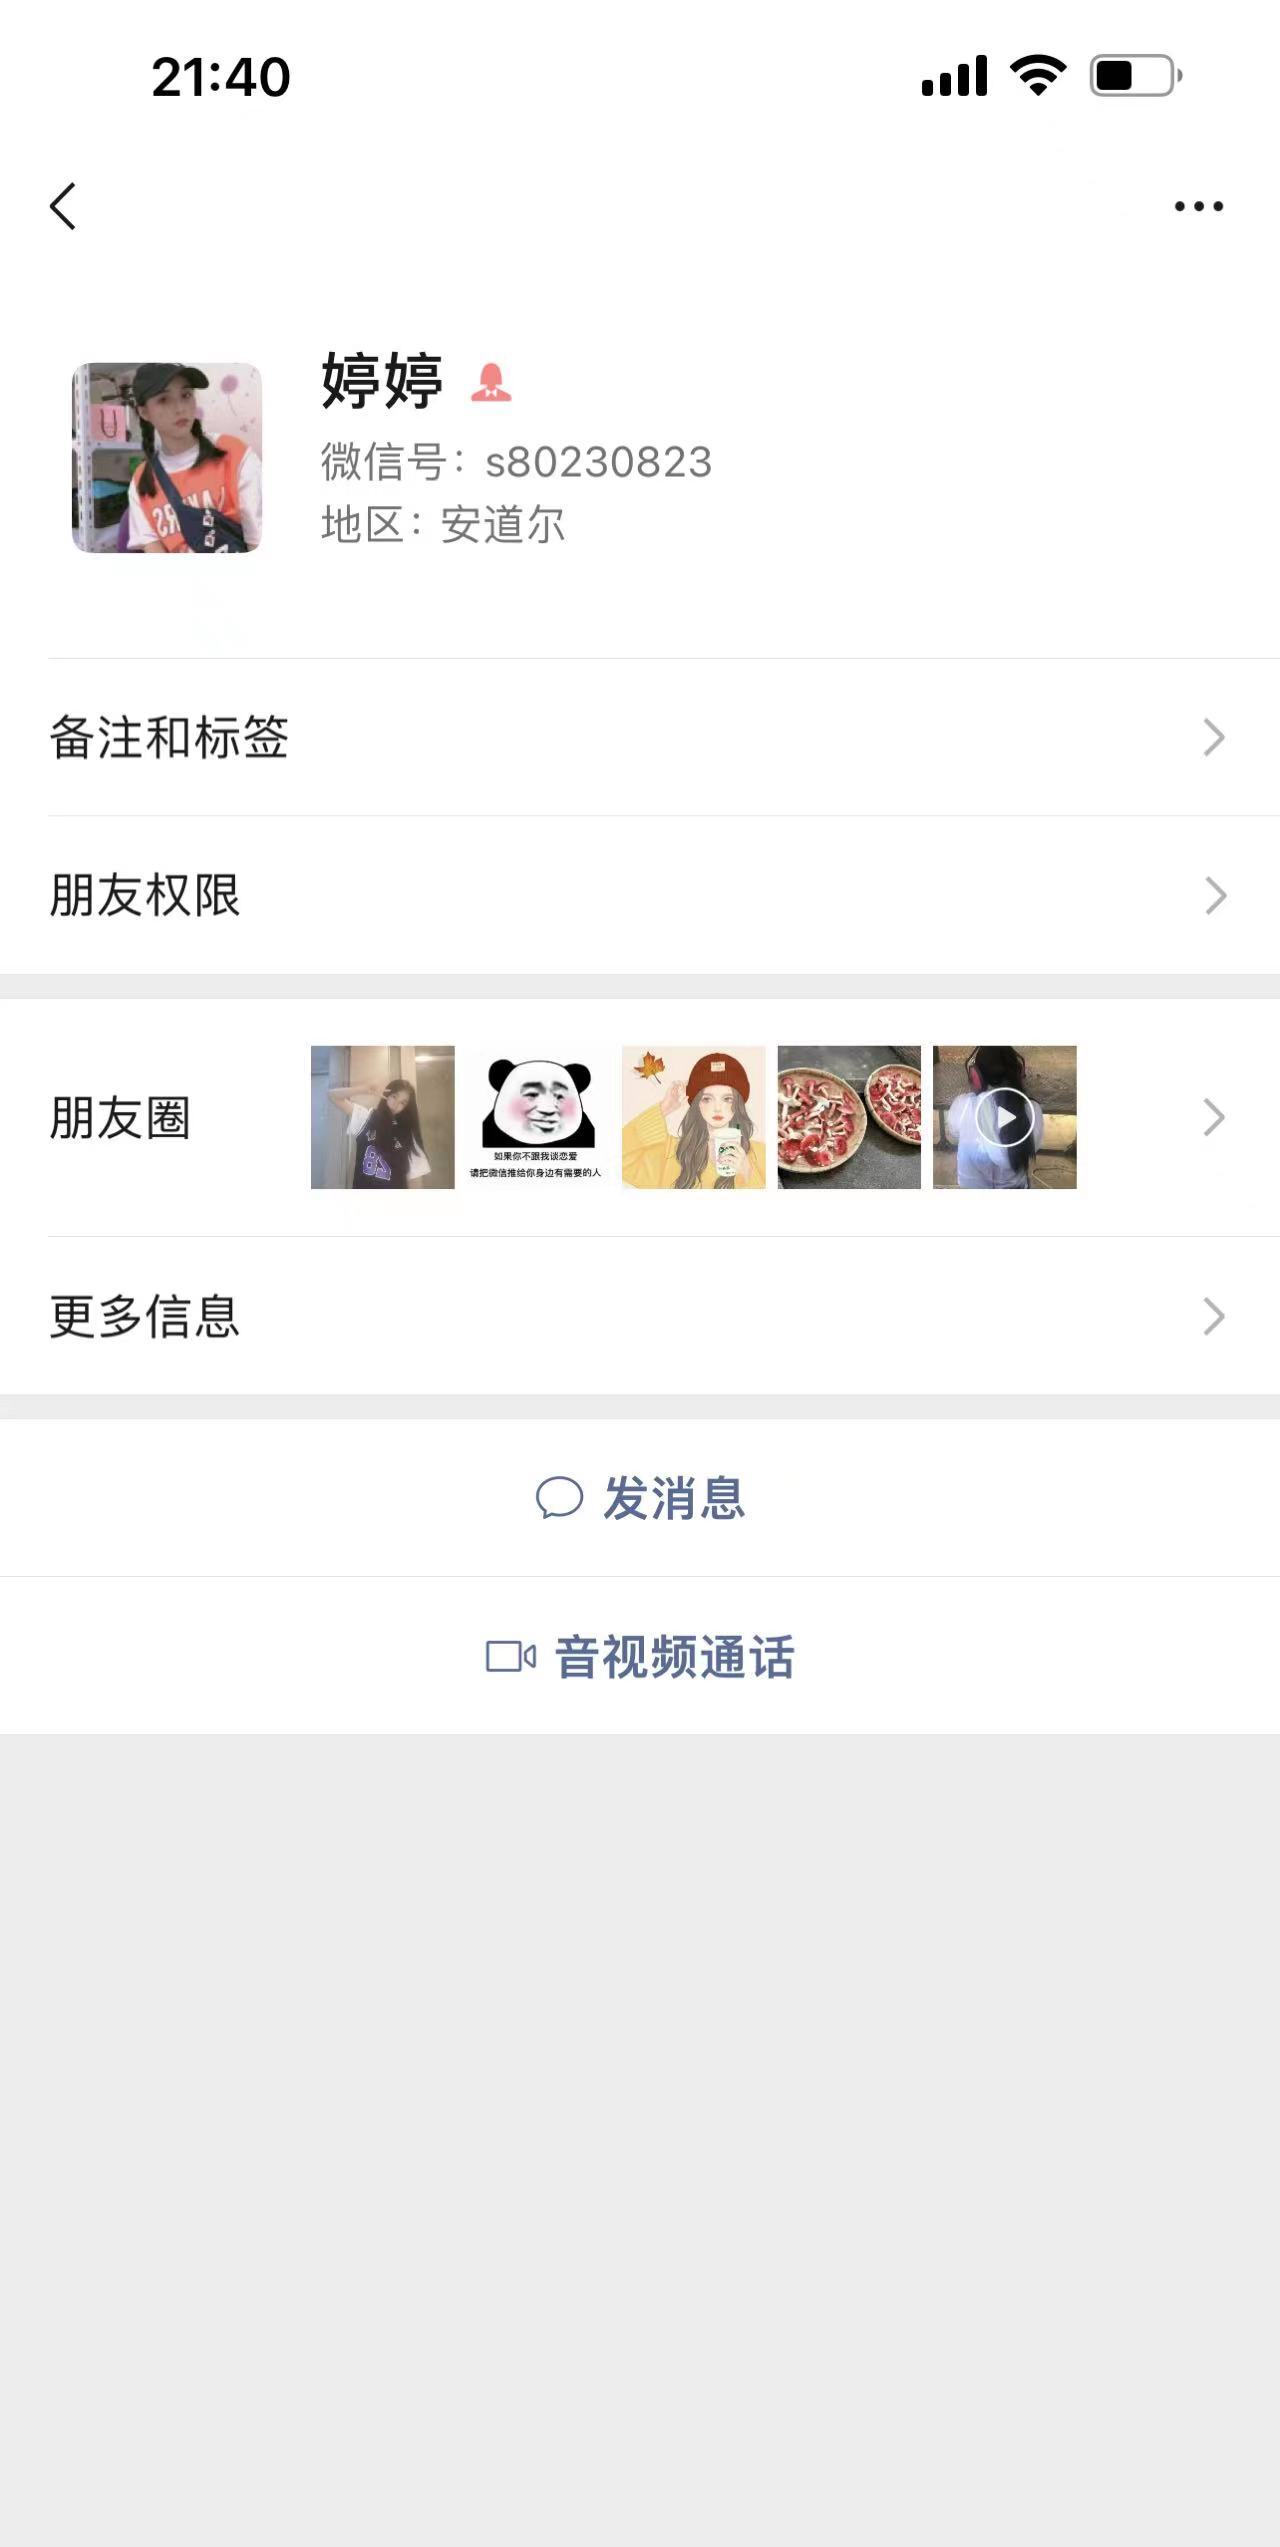 21:40
婷婷
微信号：s80230823
地区：安道尔
备注和标签
朋友权限
朋友圈
如果你不跟我谈恋爱
请把微信推给你身边有需要的人
更多信息
发消息
音视频通话